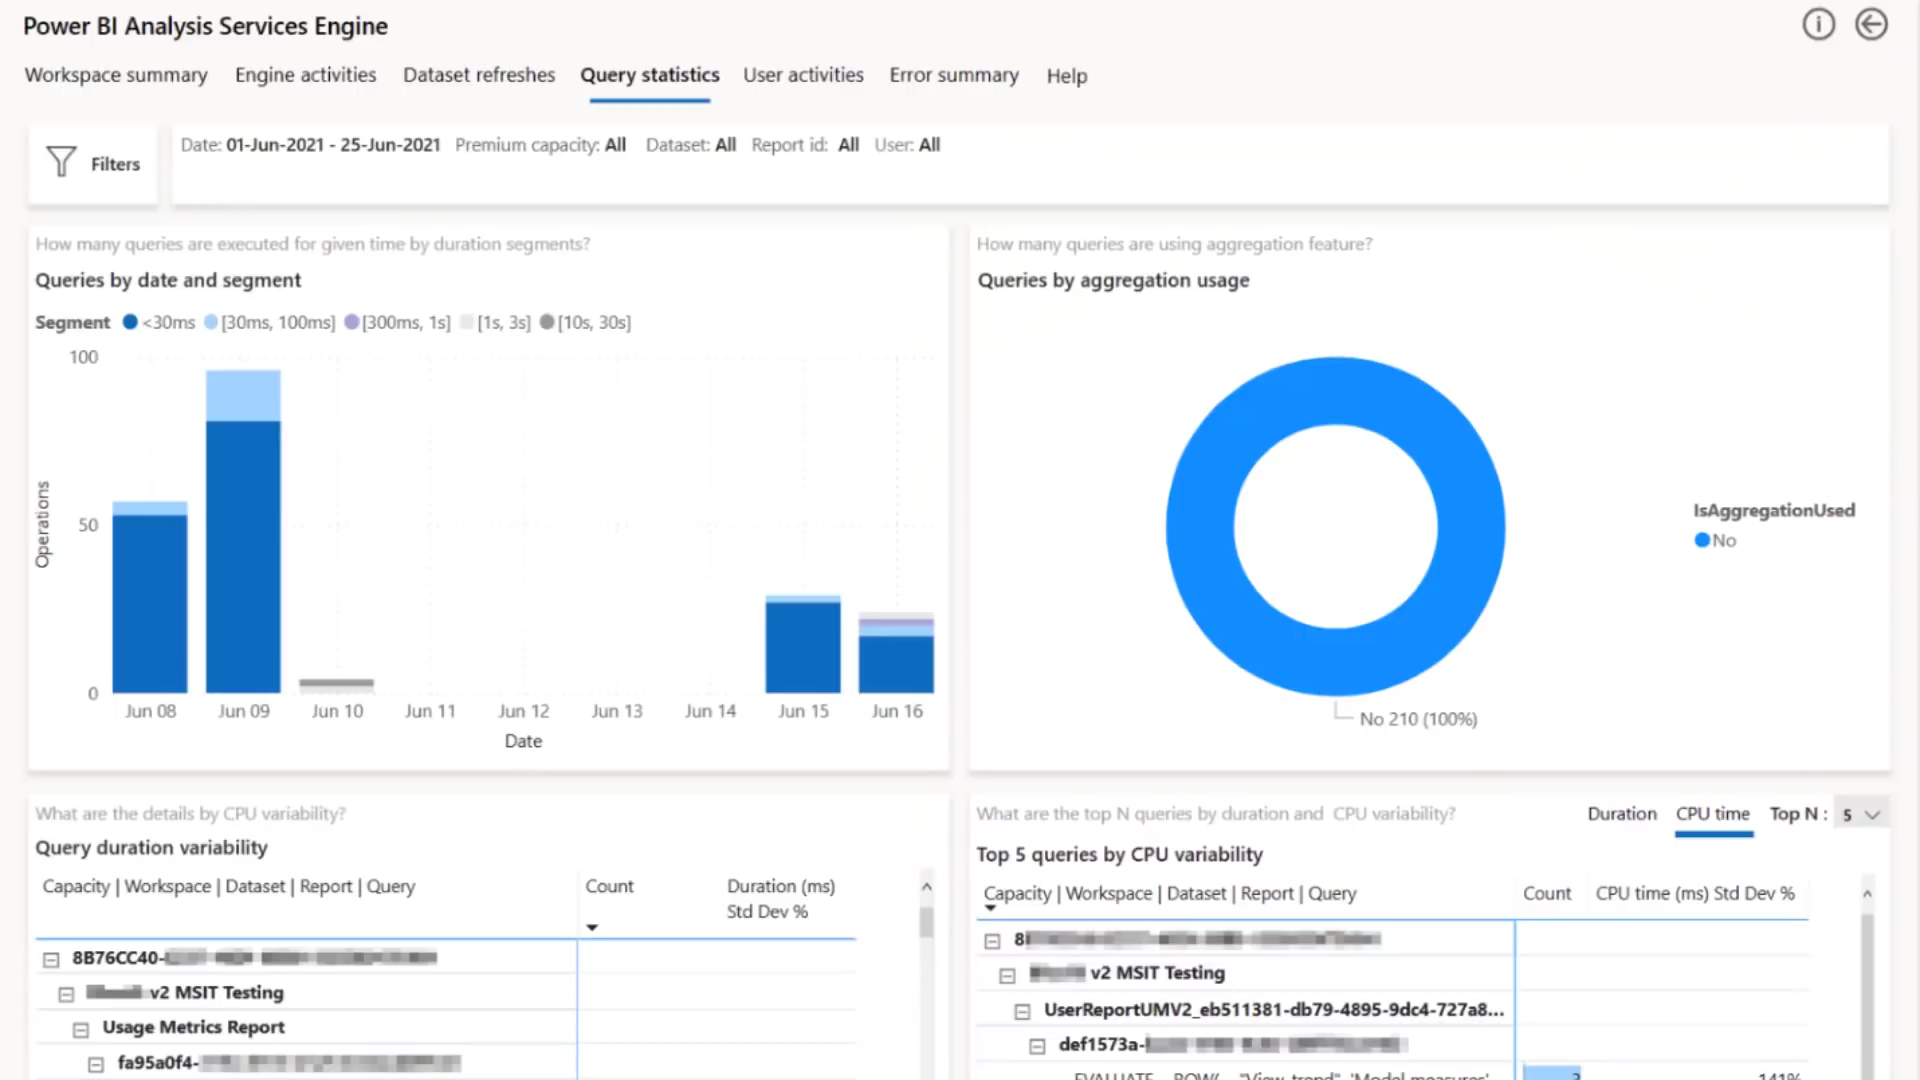 Power BI Analysis Services Engine
Workspace summary Engine activities Dataset refreshes Query statistics User activities Error summary Help
Filters
Date: 01-Jun-2021 - 25-Jun-2021 Premium capacity: All Dataset: All Report id: All User: All
How many queries are executed for given time by duration segments?
Queries by date and segment
Segment <30ms [30ms, 100ms] [300ms, 1s] [1s, 3s] [10s, 30s]
100
50
0
Operations
Jun 08 Jun 09 Jun 10 Jun 11 Jun 12 Jun 13 Jun 14 Jun 15 Jun 16
Date
How many queries are using aggregation feature?
Queries by aggregation usage
IsAggregationUsed
No
No 210 (100%)
What are the details by CPU variability?
Query duration variability
Capacity | Workspace | Dataset | Report | Query Count Duration (ms)
Std Dev %
8B76CC40-
v2 MSIT Testing
Usage Metrics Report
fa95a0f4-
What are the top N queries by duration and CPU variability? Duration CPU time Top N : 5
Top 5 queries by CPU variability
Capacity | Workspace | Dataset | Report | Query Count CPU time (ms) Std Dev %
8
v2 MSIT Testing
UserReportUMV2_eb511381-db79-4895-9dc4-727a8...
def1573a-
EVALUATE ROW( "View_trend", 'Model measures' 141%